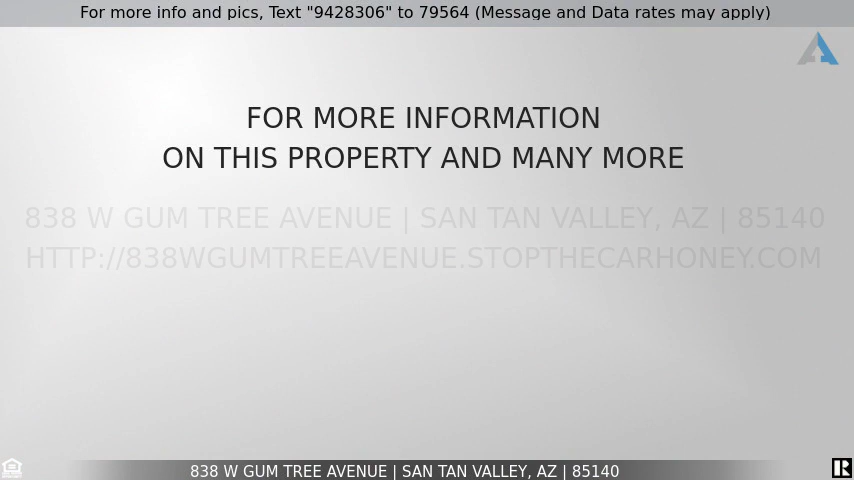 For more info and pics, Text "9428306" to 79564 (Message and Data rates may apply)
FOR MORE INFORMATION
ON THIS PROPERTY AND MANY MORE
838 W GUM TREE AVENUE | SAN TAN VALLEY, AZ | 85140
HTTP://838WGUMTREEAVENUE.STOPTHECARHONEY.COM
838 W GUM TREE AVENUE | SAN TAN VALLEY, AZ | 85140